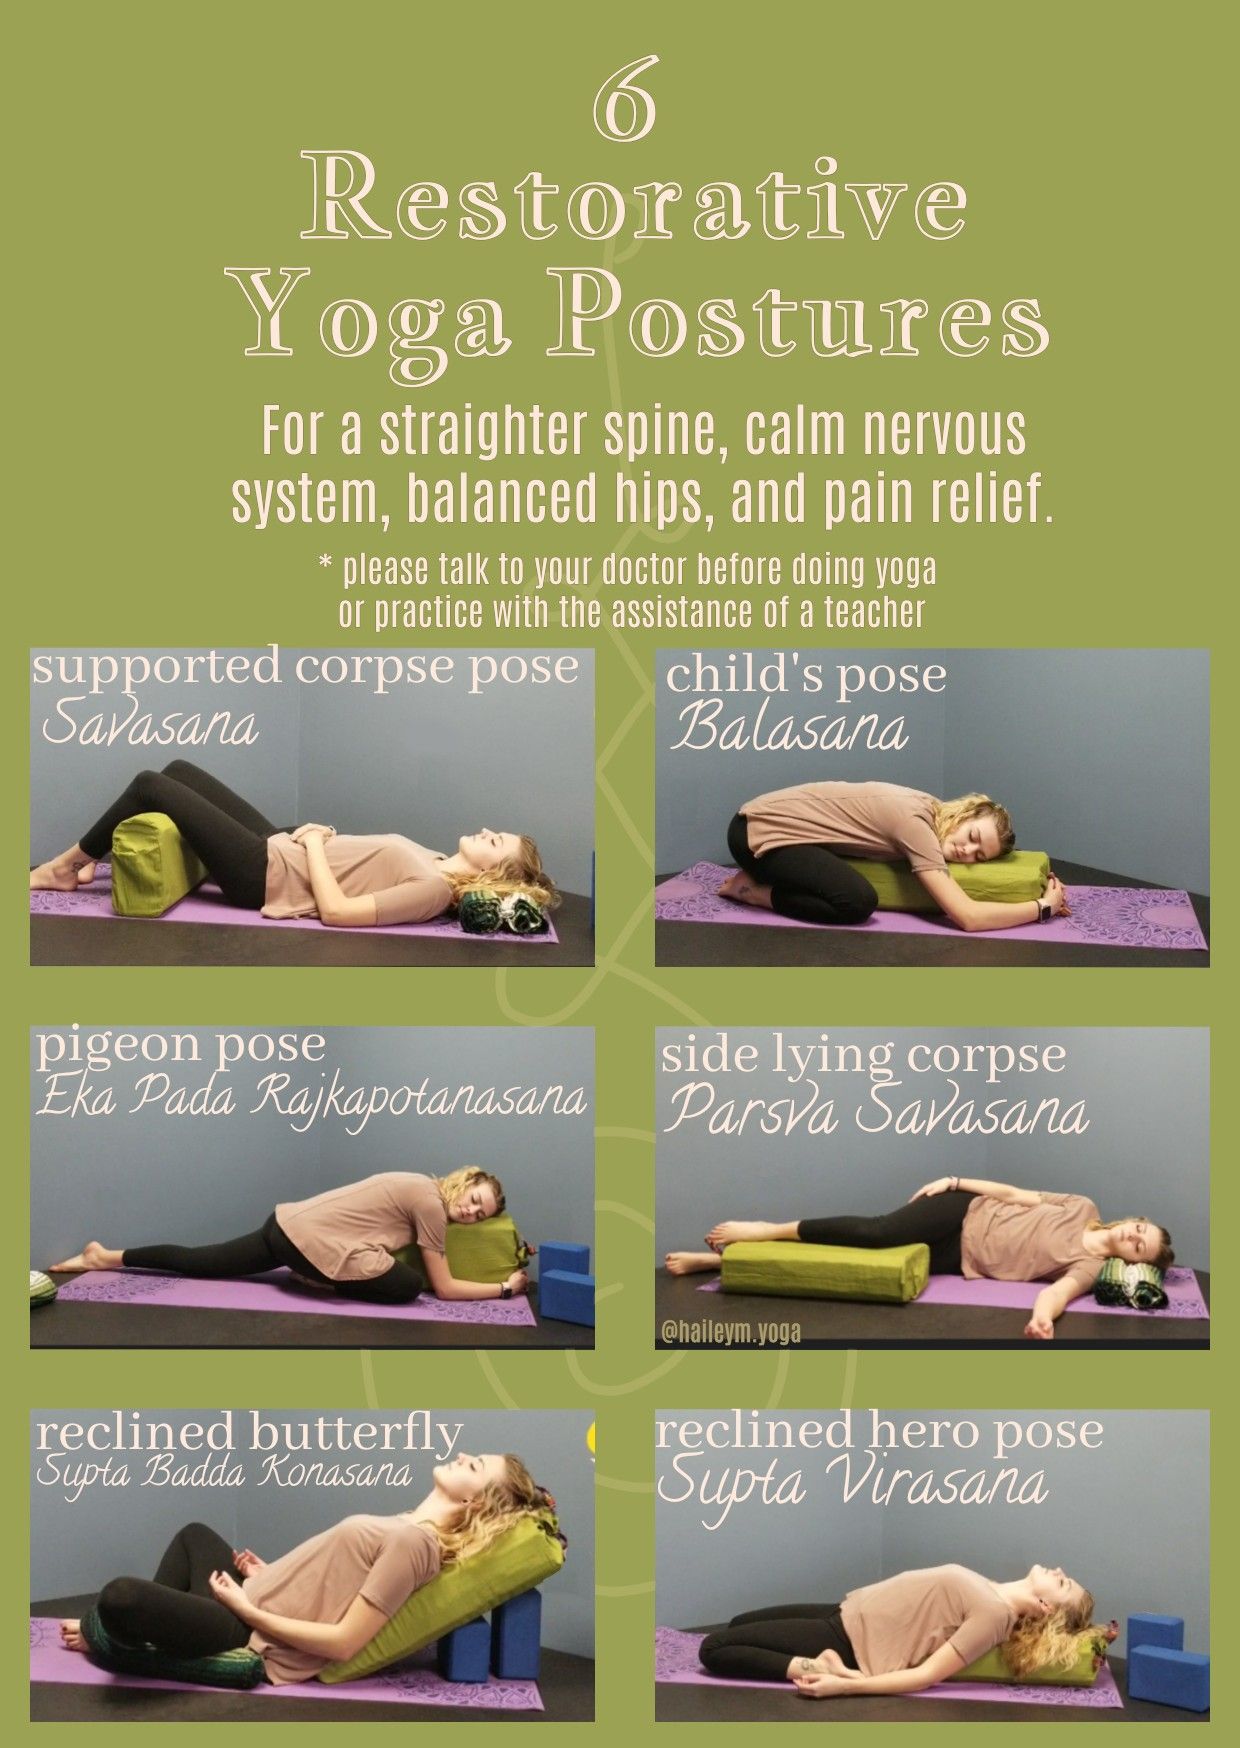 6
Restorative
Yoga Postures
For a straighter spine, calm nervous
system, balanced hips, and pain relief.
* please talk to your doctor before doing yoga
or practice with the assistance of a teacher
supported corpse pose
Savasana
child's pose
Balasana
pigeon pose
Eka Pada Rajkapotanasana
side lying corpse
Parsva Savasana
@haileym.yoga
reclined butterfly
Supta Badda Konasana
reclined hero pose
Supta Virasana